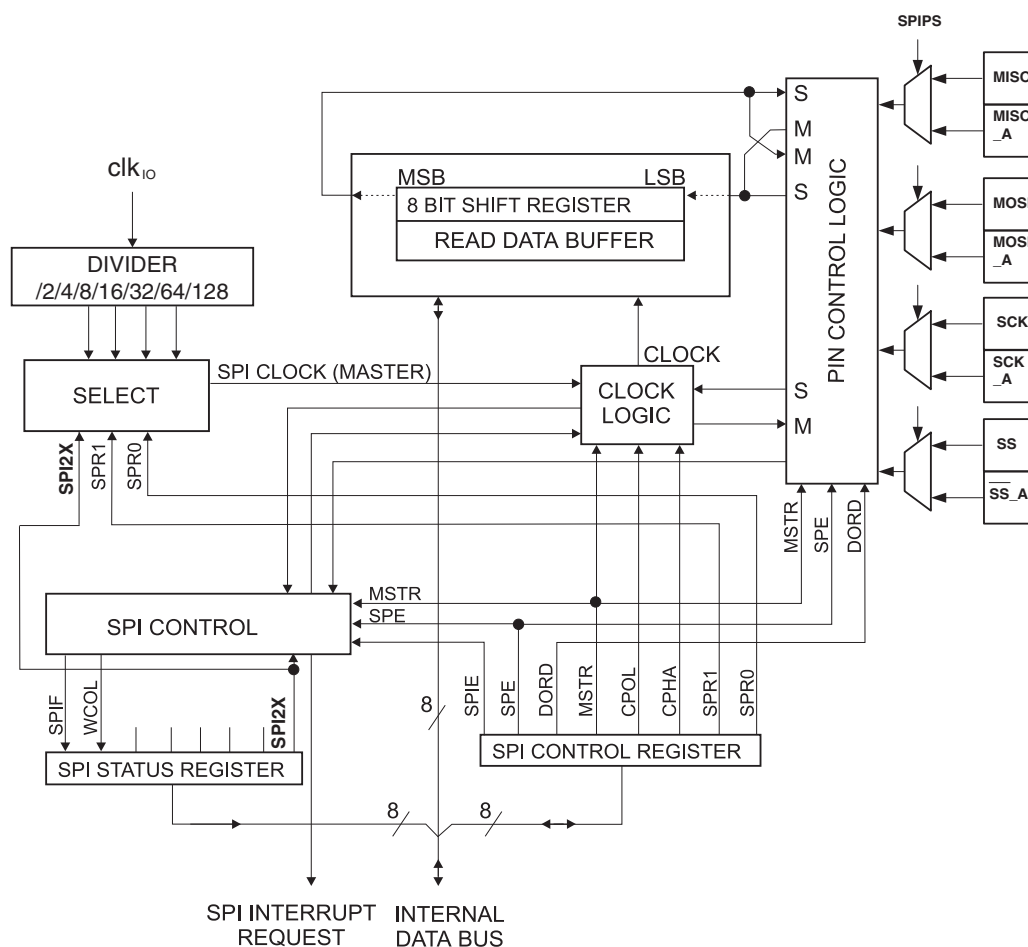 SPIPS
MISO
MISO
_A
MOSI
MOSI
_A
SCK
SCK
_A
SS
SS_A
S
M
M
S
S
M
PIN CONTROL LOGIC
MSB
LSB
8 BIT SHIFT REGISTER
READ DATA BUFFER
clk IO
DIVIDER
/2/4/8/16/32/64/128
SELECT
SPI CLOCK (MASTER)
CLOCK
CLOCK
LOGIC
SPI2X
SPR1
SPR0
MSTR
SPE
DORD
SPI CONTROL
MSTR
SPE
SPIF
WCOL
SPI2X
SPI STATUS REGISTER
8
SPIE
SPE
DORD
MSTR
CPOL
CPHA
SPR1
SPR0
SPI CONTROL REGISTER
8
8
SPI INTERRUPT
REQUEST
INTERNAL
DATA BUS